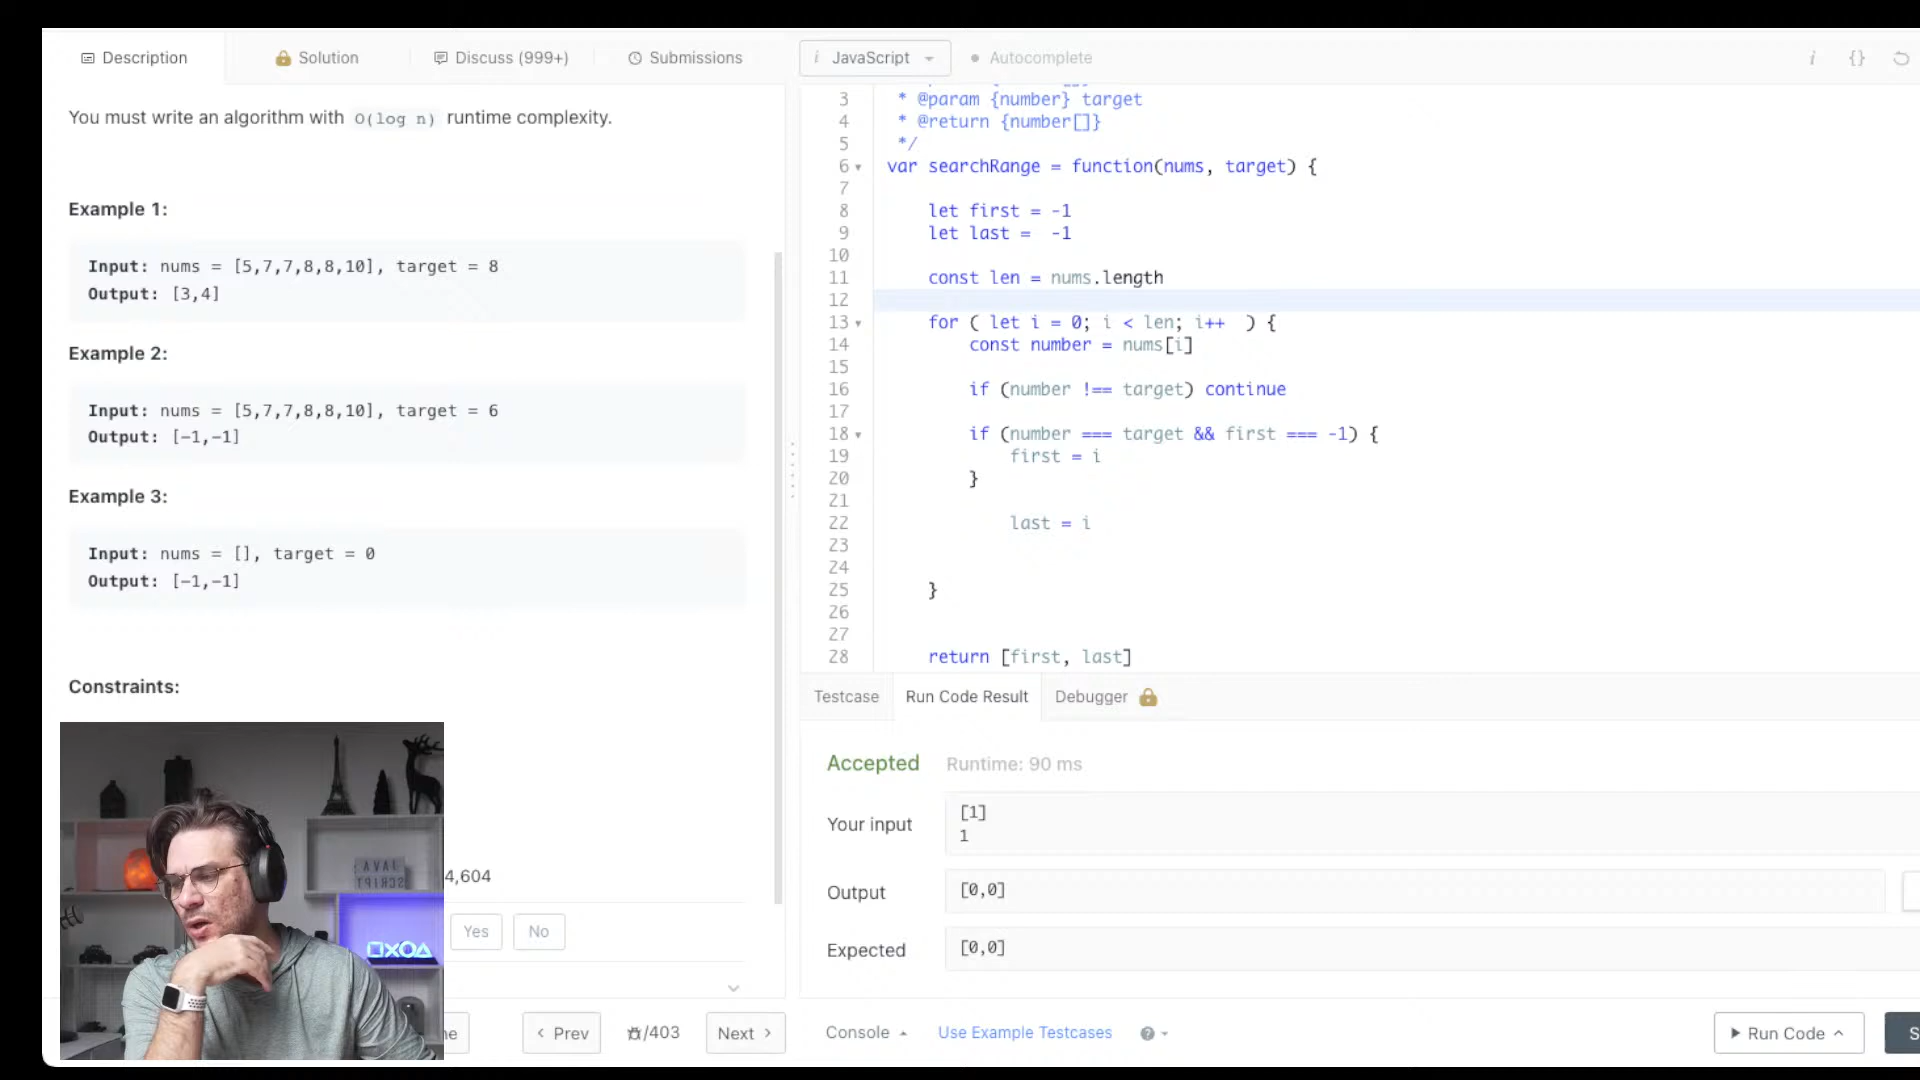 Description
Solution
Discuss (999+)
Submissions
i JavaScript
Autocomplete
i {}
You must write an algorithm with O(log n) runtime complexity.
Example 1:
Input: nums = [5,7,7,8,8,10], target = 8
Output: [3,4]
Example 2:
Input: nums = [5,7,7,8,8,10], target = 6
Output: [-1,-1]
Example 3:
Input: nums = [], target = 0
Output: [-1,-1]
Constraints:
4,604
Yes
No
Prev
/403
Next
3 * @param {number} target
4 * @return {number[]}
5 */
6 var searchRange = function(nums, target) {
7
8 let first = -1
9 let last = -1
10
11 const len = nums.length
12
13 for ( let i = 0; i < len; i++ ) {
14 const number = nums[i]
15
16 if (number !== target) continue
17
18 if (number === target && first === -1) {
19 first = i
20 }
21
22 last = i
23
24
25 }
26
27
28 return [first, last]
Testcase
Run Code Result
Debugger
Accepted
Runtime: 90 ms
Your input
[1]
1
Output
[0,0]
Expected
[0,0]
Console
Use Example Testcases
Run Code
S